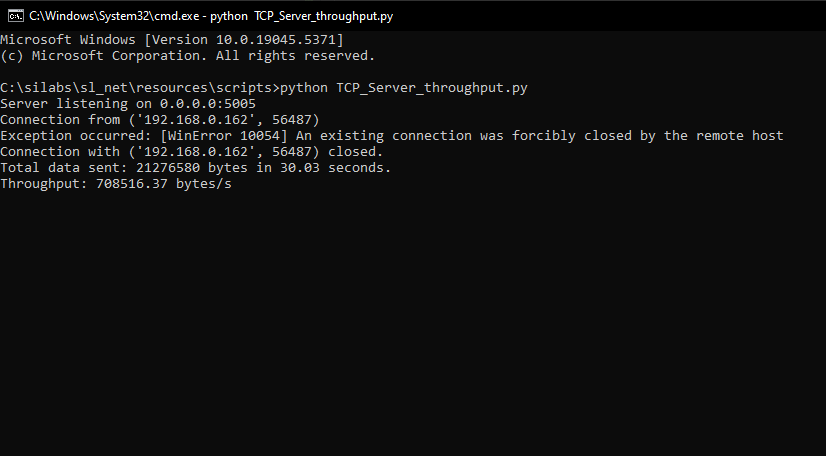 C:\Windows\System32\cmd.exe - python  TCP_Server_throughput.py
Microsoft Windows [Version 10.0.19045.5371]
(c) Microsoft Corporation. All rights reserved.
C:\silabs\sl_net\resources\scripts>python TCP_Server_throughput.py
Server listening on 0.0.0.0:5005
Connection from ('192.168.0.162', 56487)
Exception occurred: [WinError 10054] An existing connection was forcibly closed by the remote host
Connection with ('192.168.0.162', 56487) closed.
Total data sent: 21276580 bytes in 30.03 seconds.
Throughput: 708516.37 bytes/s